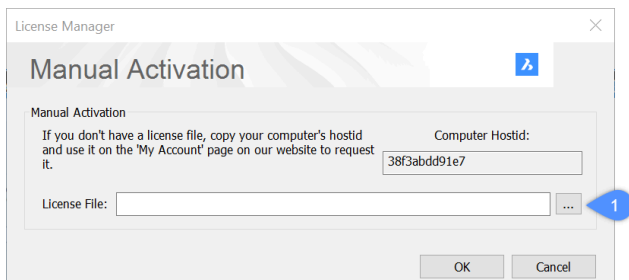 License Manager
Manual Activation
Manual Activation
If you don't have a license file, copy your computer's hostid
and use it on the 'My Account' page on our website to request
it.
Computer Hostid:
38f3abdd91e7
License File:
...
1
OK Cancel